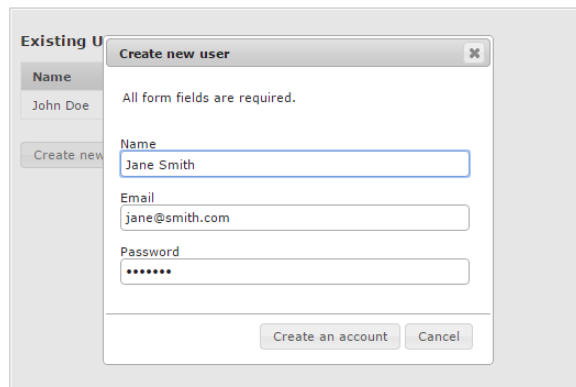 Existing U
Create new user
Name
All form fields are required.
John Doe
Create new
Name
Jane Smith
Email
jane@smith.com
Password
•••••••
Create an account
Cancel